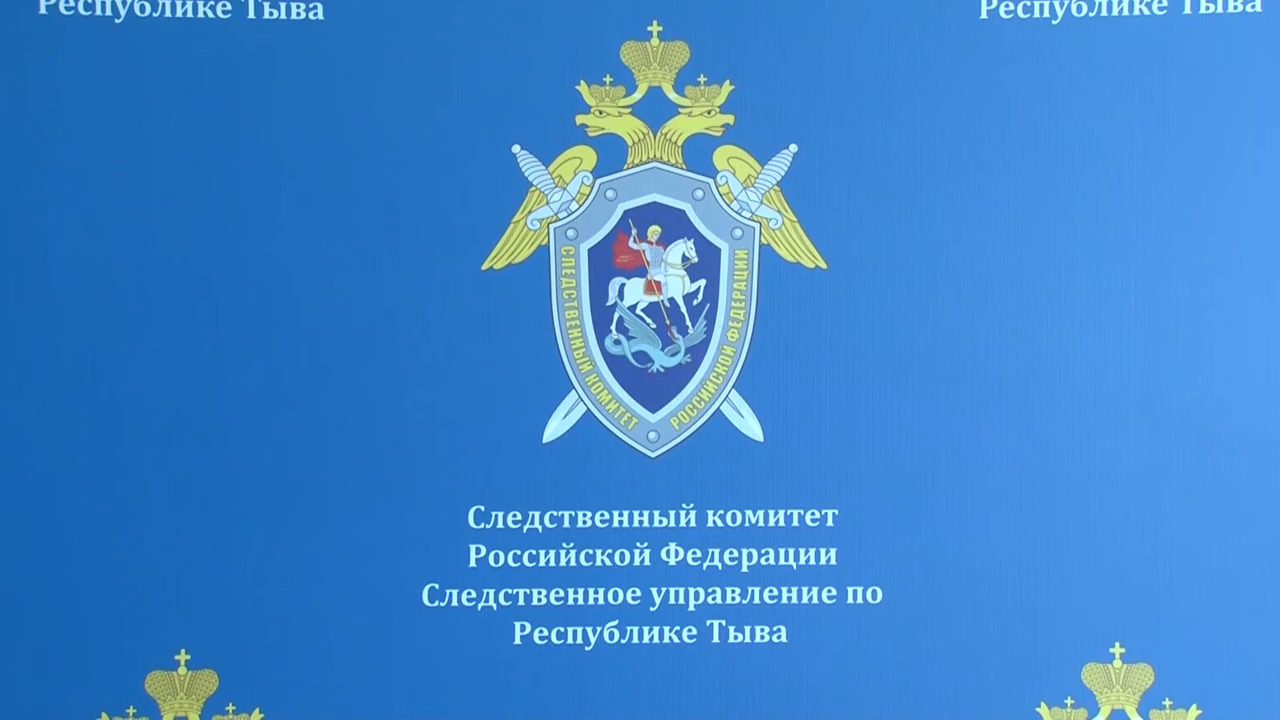 Республике Тыва
Республике Тыва
СЛЕДСТВЕННЫЙ КОМИТЕТ
РОССИЙСКОЙ ФЕДЕРАЦИИ
Следственный комитет
Российской Федерации
Следственное управление по
Республике Тыва